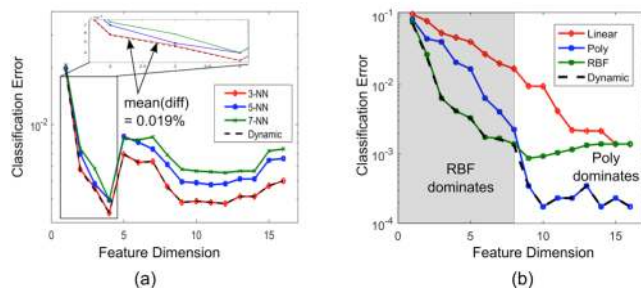 (a)
Classification Error
10^-2
mean(diff)
= 0.019%
3-NN
5-NN
7-NN
Dynamic
0 5 10 15
Feature Dimension
(a)
(b)
Classification Error
10^-1
10^-2
10^-3
10^-4
Linear
Poly
RBF
Dynamic
RBF
dominates
Poly
dominates
0 5 10 15
Feature Dimension
(b)